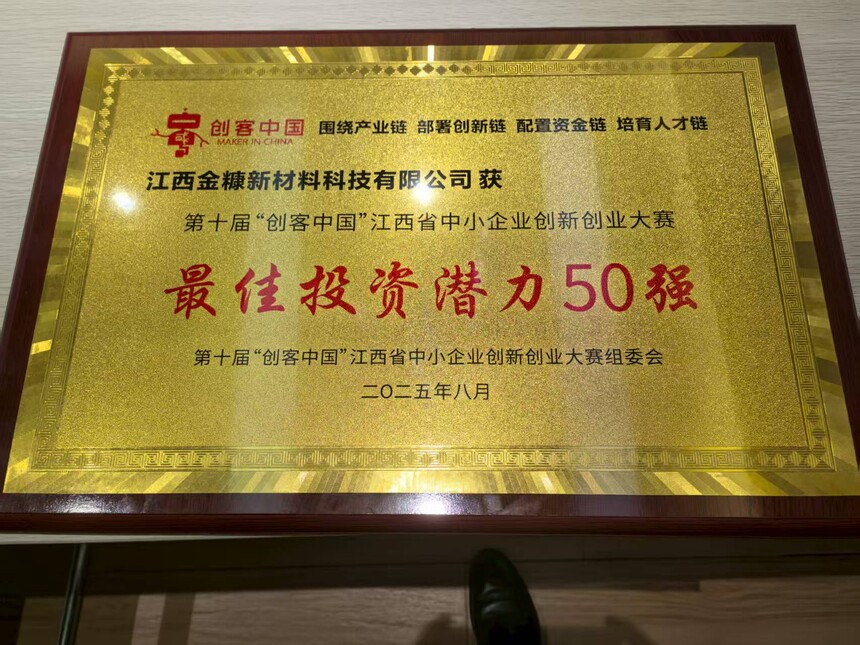 创客中国 围绕产业链 部署创新链 配置资金链 培育人才链
MAKER IN CHINA
江西金糠新材料科技有限公司 获
第十届“创客中国”江西省中小企业创新创业大赛
最佳投资潜力50强
第十届“创客中国”江西省中小企业创新创业大赛组委会
二〇二五年八月